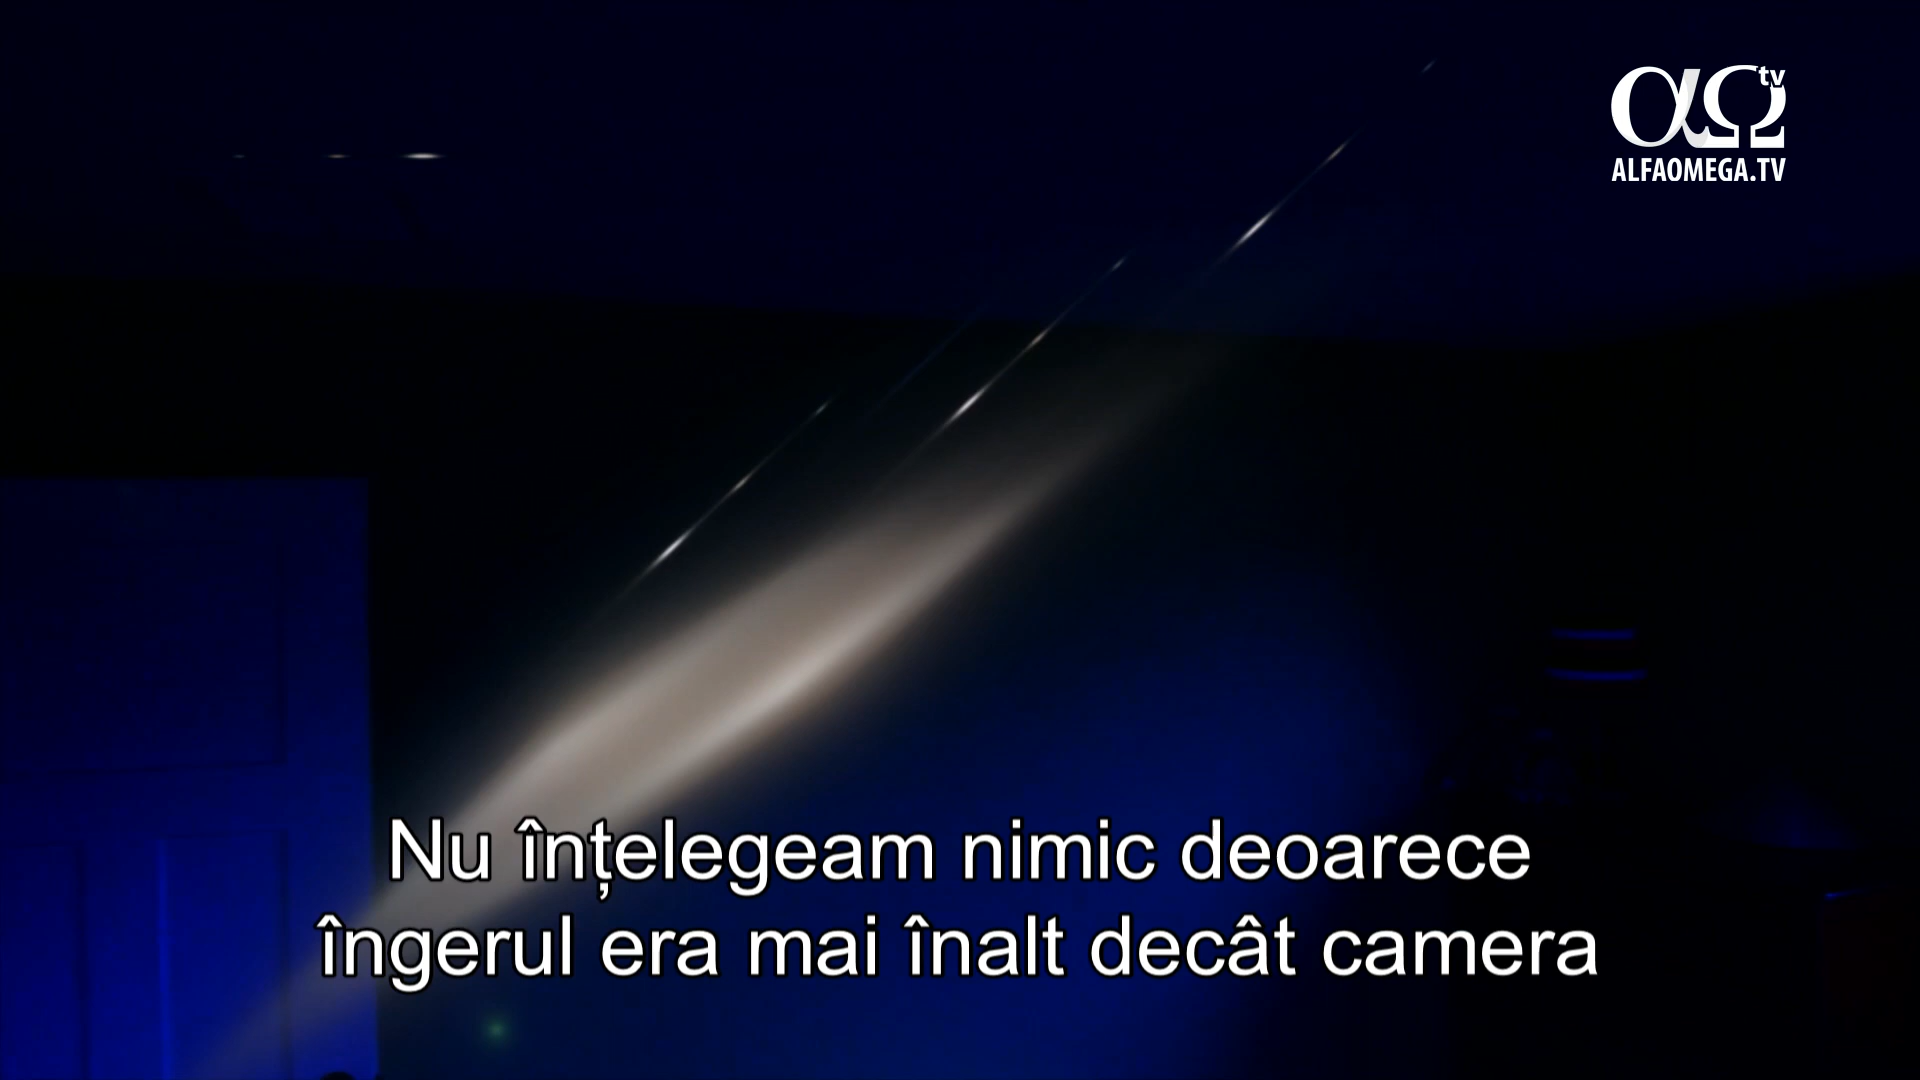 αΩ tv
ALFAOMEGA.TV
Nu înțelegeam nimic deoarece
îngerul era mai înalt decât camera